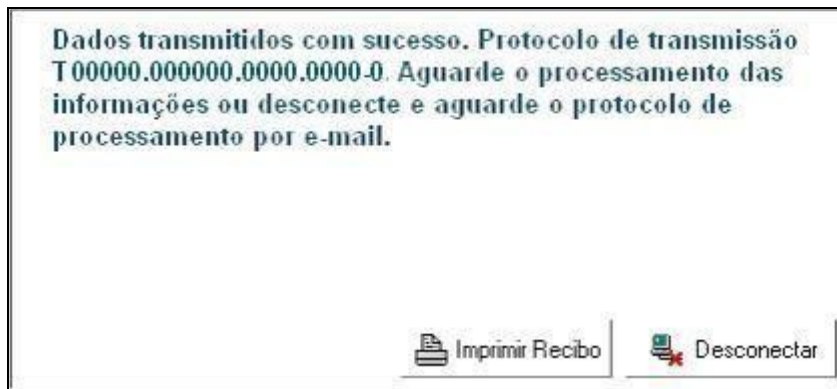 Dados transmitidos com sucesso. Protocolo de transmissão
T00000.000000.0000.0000-0. Aguarde o processamento das
informações ou desconecte e aguarde o protocolo de
processamento por e-mail.
Imprimir Recibo
Desconectar